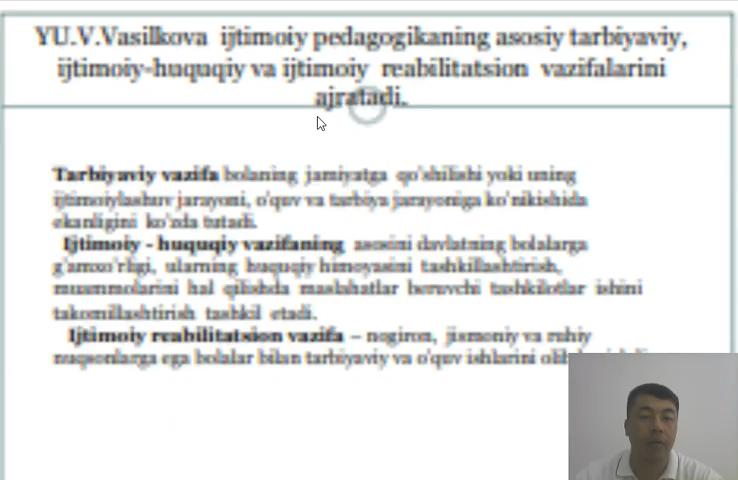 YU.V.Vasilkova ijtimoiy pedagogikaning asosiy tarbiyaviy,
ijtimoiy-huquqiy va ijtimoiy reabilitatsion vazifalarini
ajratadi.
Tarbiyaviy vazifa bolaning jamiyatga qo'shilishi yoki uning
ijtimoiylashuv jarayoni, o'quv va tarbiya jarayoniga ko'nikishida
ekanligini ko'zda tutadi.
Ijtimoiy - huquqiy vazifaning asosini davlatning bolalarga
g'amxo'rligi, ularning huquqiy himoyasini tashkillashtirish,
muammolarini hal qilishda maslahatlar beruvchi tashkilotlar ishini
takomillashtirish tashkil etadi.
Ijtimoiy reabilitatsion vazifa – nogiron, jismoniy va ruhiy
nuqsonlarga ega bolalar bilan tarbiyaviy va o'quv ishlarini